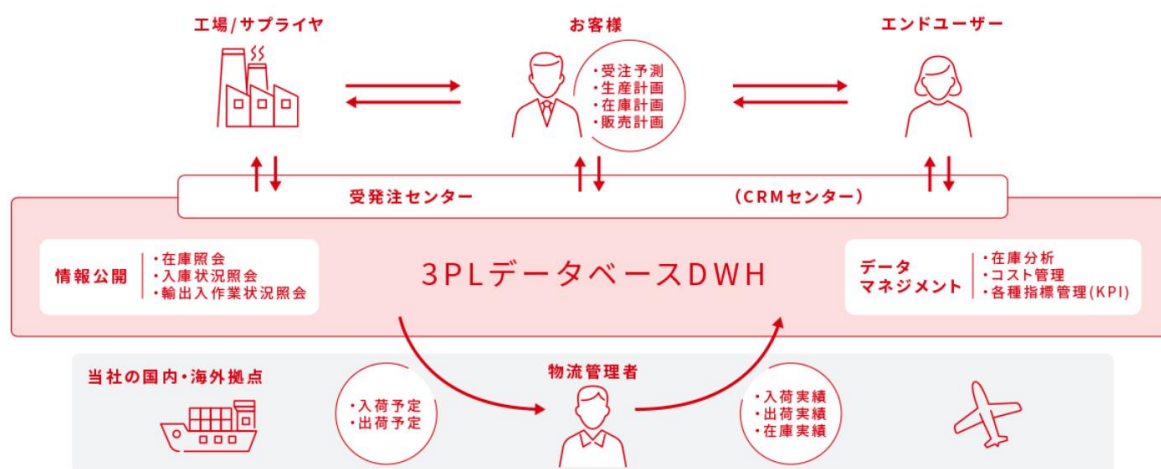 工場/サプライヤ
お客様
エンドユーザー
・受注予測
・生産計画
・在庫計画
・販売計画
受発注センター
（CRMセンター）
情報公開
・在庫照会
・入庫状況照会
・輸出入作業状況照会
3PLデータベースDWH
データ
マネジメント
・在庫分析
・コスト管理
・各種指標管理(KPI)
当社の国内・海外拠点
・入荷予定
・出荷予定
物流管理者
・入荷実績
・出荷実績
・在庫実績